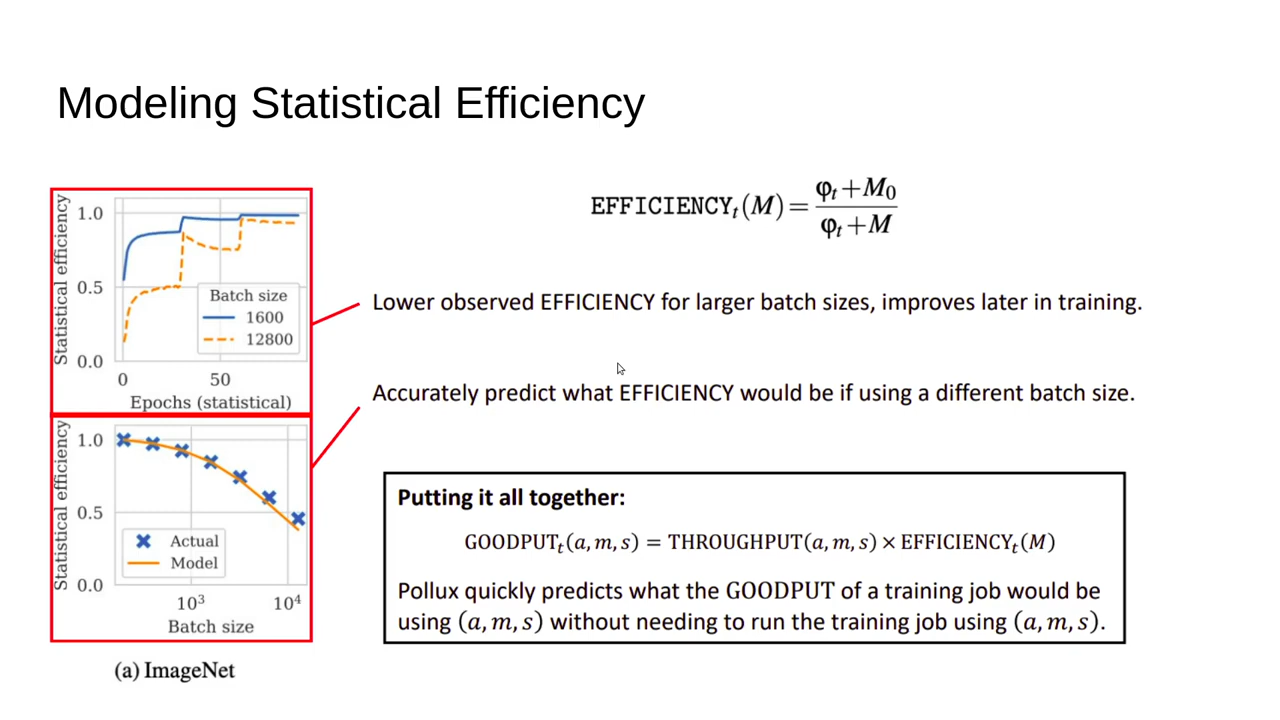 Modeling Statistical Efficiency
Statistical efficiency
1.0
0.5
0.0
Batch size
1600
12800
0
50
Epochs (statistical)
Statistical efficiency
1.0
0.5
0.0
Actual
Model
10³
10⁴
Batch size
(a) ImageNet
EFFICIENCYₜ(M) = (φₜ+M₀)/(φₜ+M)
Lower observed EFFICIENCY for larger batch sizes, improves later in training.
Accurately predict what EFFICIENCY would be if using a different batch size.
Putting it all together:
GOODPUTₜ(a, m, s) = THROUGHPUT(a, m, s) × EFFICIENCYₜ(M)
Pollux quickly predicts what the GOODPUT of a training job would be
using (a, m, s) without needing to run the training job using (a, m, s).